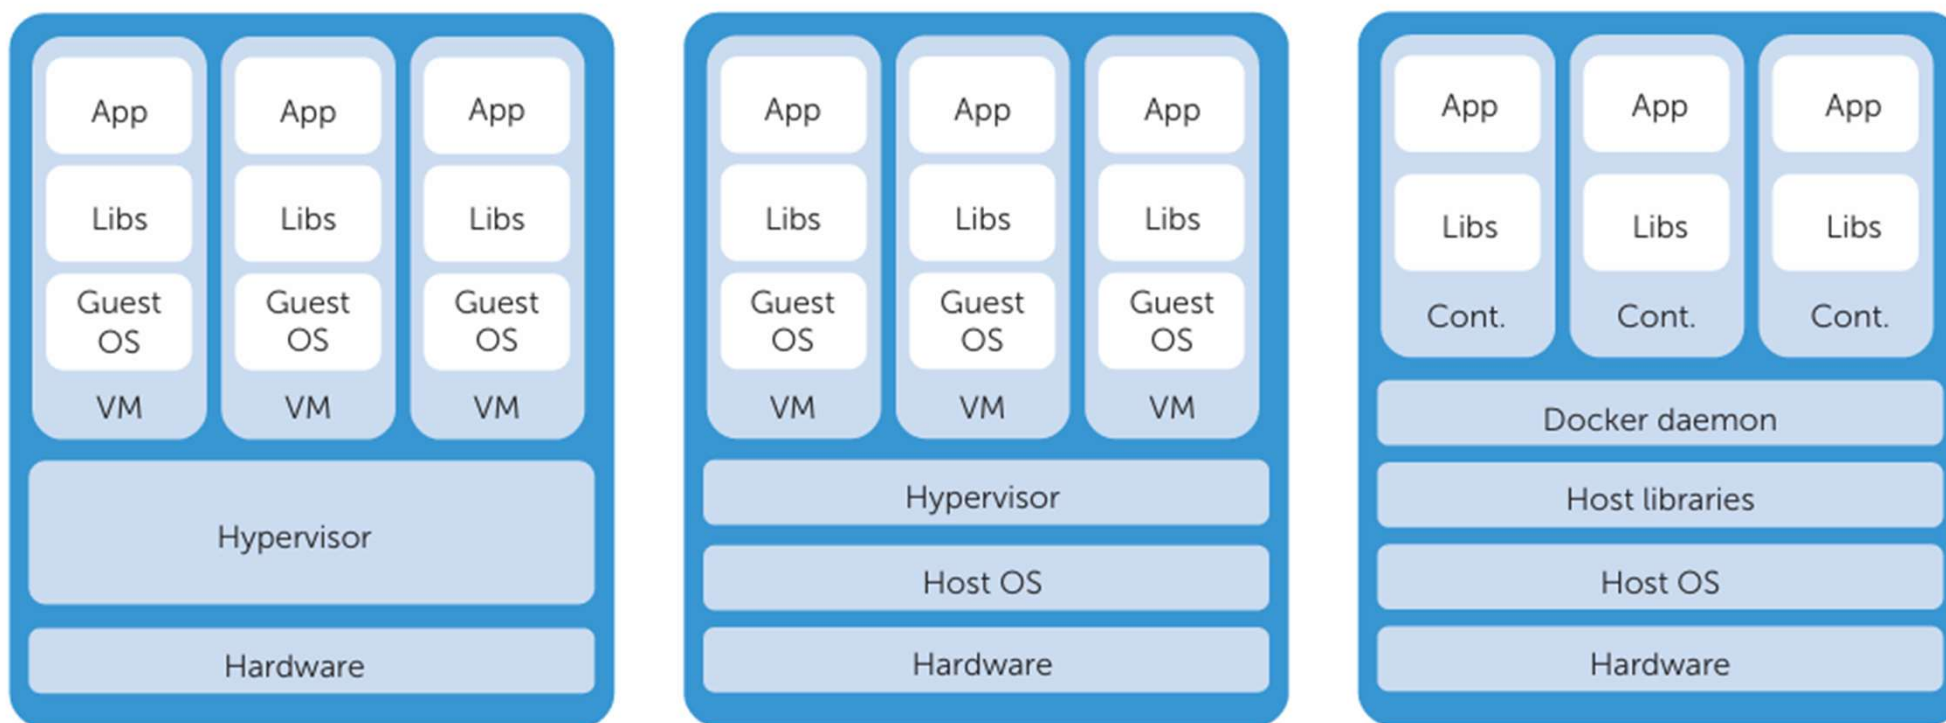 App
App
App
Libs
Libs
Libs
Guest
OS
Guest
OS
Guest
OS
VM
VM
VM
Hypervisor
Hardware
App
App
App
Libs
Libs
Libs
Guest
OS
Guest
OS
Guest
OS
VM
VM
VM
Hypervisor
Host OS
Hardware
App
App
App
Libs
Libs
Libs
Cont.
Cont.
Cont.
Docker daemon
Host libraries
Host OS
Hardware